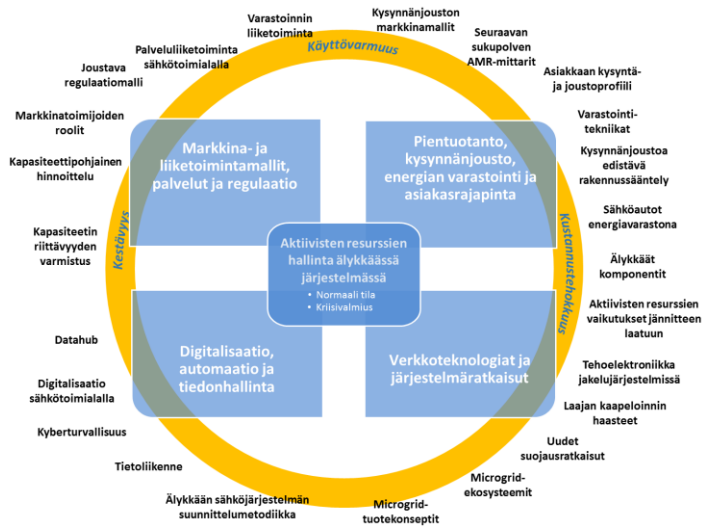 Varastoinnin
liiketoiminta
Kysynnänjouston
markkinamallit
Seuraavan
sukupolven
AMR-mittarit
Palveluliiketoiminta
sähkötoimialalla
Käyttövarmuus
Joustava
regulaatiomalli
Asiakkaan kysyntä-
ja joustoprofiili
Markkinatoimijoiden
roolit
Varastointi-
tekniikat
Kapasiteettipohjainen
hinnoittelu
Kysynnänjoustoa
edistävä
rakennussääntely
Markkina- ja
liiketoimintamallit,
palvelut ja regulaatio
Pientuotanto,
kysynnänjousto,
energian varastointi ja
asiakasrajapinta
Sähköautot
energiavarastona
Kapasiteetin
riittävyyden
varmistus
Kestävyys
Aktiivisten resurssien
hallinta älykkäässä
järjestelmässä
• Normaali tila
• Kriisivalmius
Kustannustehokkuus
Älykkäät
komponentit
Aktiivisten resurssien
vaikutukset jännitteen
laatuun
Datahub
Digitalisaatio,
automaatio ja
tiedonhallinta
Verkkoteknologiat ja
järjestelmäratkaisut
Tehoelektroniikka
jakelujärjestelmissä
Digitalisaatio
sähkötoimialalla
Laajan kaapeloinnin
haasteet
Kyberturvallisuus
Uudet
suojausratkaisut
Tietoliikenne
Microgrid-
ekosysteemit
Älykkään sähköjärjestelmän
suunnittelumetodiikka
Microgrid-
tuotekonseptit